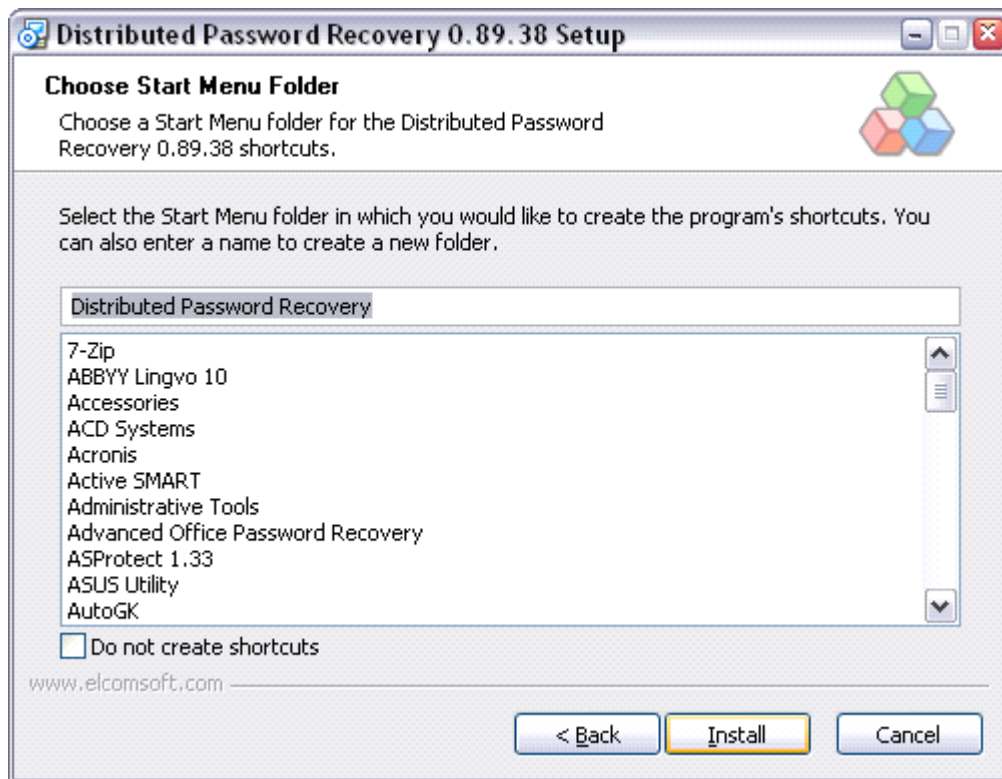 Distributed Password Recovery 0.89.38 Setup
Choose Start Menu Folder
Choose a Start Menu folder for the Distributed Password
Recovery 0.89.38 shortcuts.
Select the Start Menu folder in which you would like to create the program's shortcuts. You
can also enter a name to create a new folder.
Distributed Password Recovery
7-Zip
ABBYY Lingvo 10
Accessories
ACD Systems
Acronis
Active SMART
Administrative Tools
Advanced Office Password Recovery
ASProtect 1.33
ASUS Utility
AutoGK
Do not create shortcuts
www.elcomsoft.com
< Back
Install
Cancel